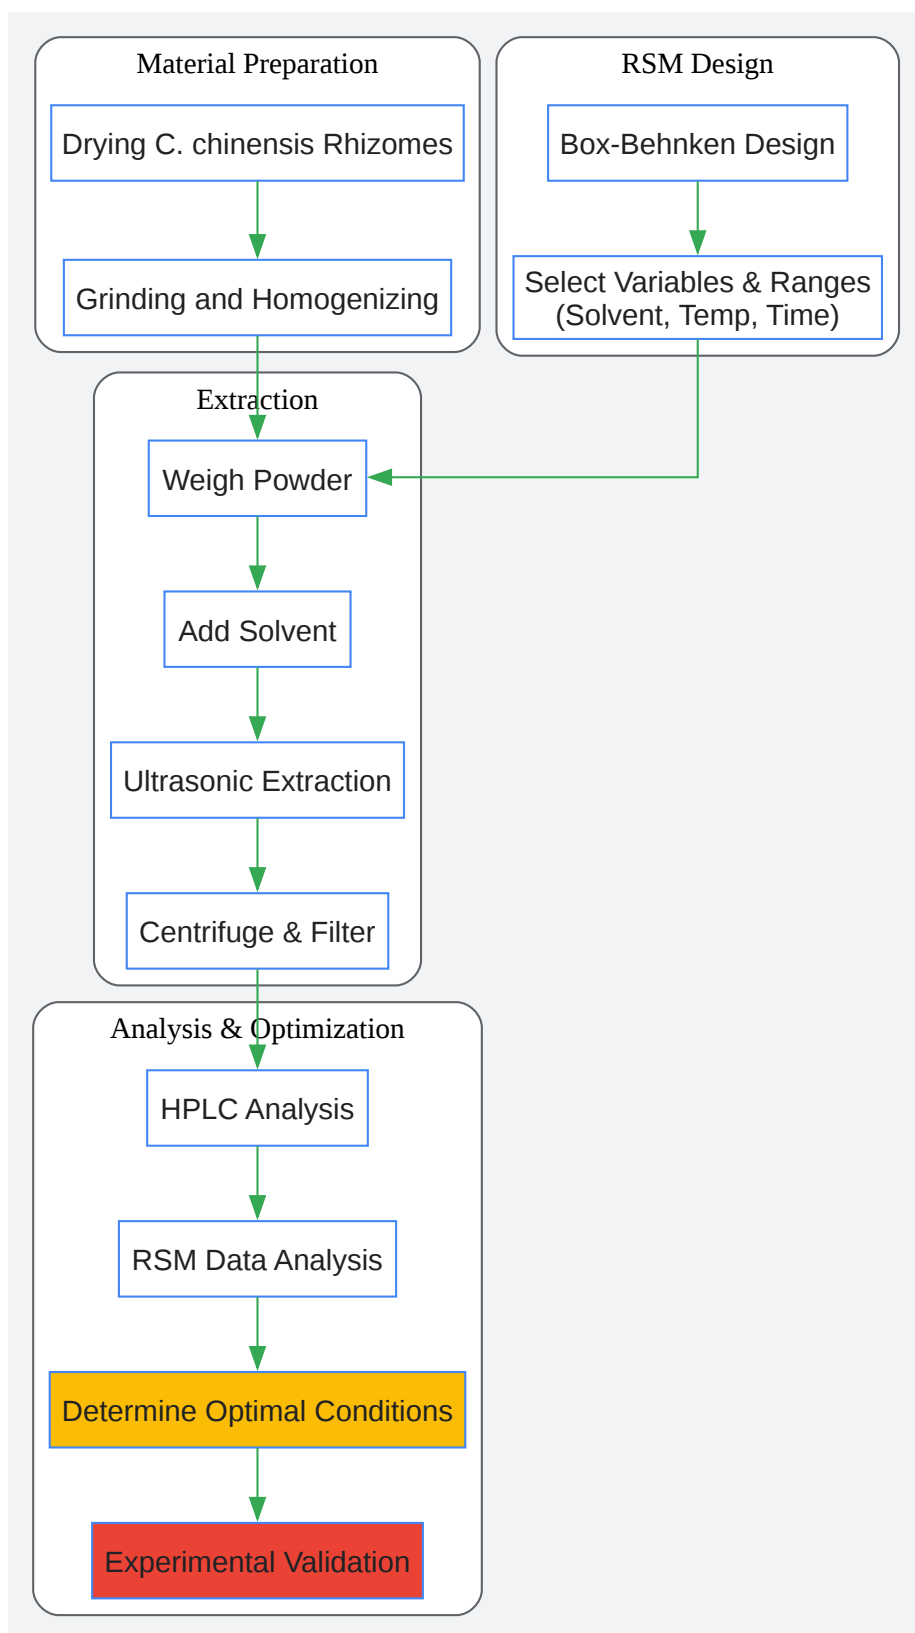 Material Preparation
Drying C. chinensis Rhizomes
Grinding and Homogenizing
RSM Design
Box-Behnken Design
Select Variables & Ranges
(Solvent, Temp, Time)
Extraction
Weigh Powder
Add Solvent
Ultrasonic Extraction
Centrifuge & Filter
Analysis & Optimization
HPLC Analysis
RSM Data Analysis
Determine Optimal Conditions
Experimental Validation